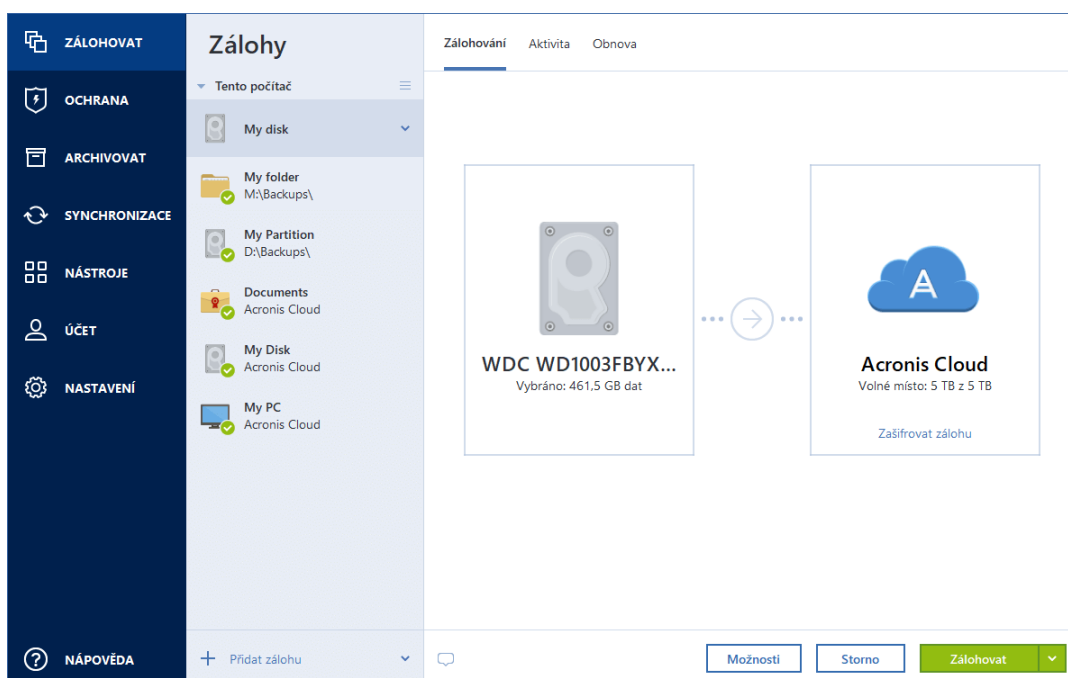 ZÁLOHOVAT
OCHRANA
ARCHIVOVAT
SYNCHRONIZACE
NÁSTROJE
ÚČET
NASTAVENÍ
NÁPOVĚDA
Zálohy
Tento počítač
My disk
My folder
M:\Backups\
My Partition
D:\Backups\
Documents
Acronis Cloud
My Disk
Acronis Cloud
My PC
Acronis Cloud
Přidat zálohu
Zálohování Aktivita Obnova
WDC WD1003FBYX...
Vybráno: 461,5 GB dat
A
Acronis Cloud
Volné místo: 5 TB z 5 TB
Zašifrovat zálohu
Možnosti Storno Zálohovat